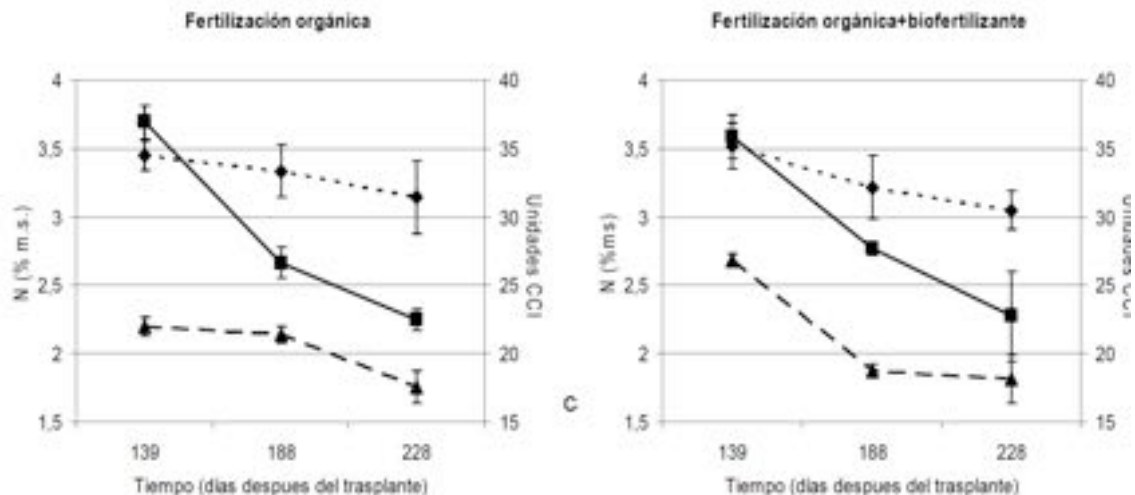 Fertilización orgánica
4
3,5
3
2,5
2
1,5
N (% m.s.)
40
35
30
25
20
15
Unidades CCI
139 188 228
Tiempo (días despues del trasplante)
C
Fertilización orgánica+biofertilizante
4
3,5
3
2,5
2
1,5
N (%ms)
40
35
30
25
20
15
Unidades CCI
139 188 228
Tiempo (días despues del trasplante)